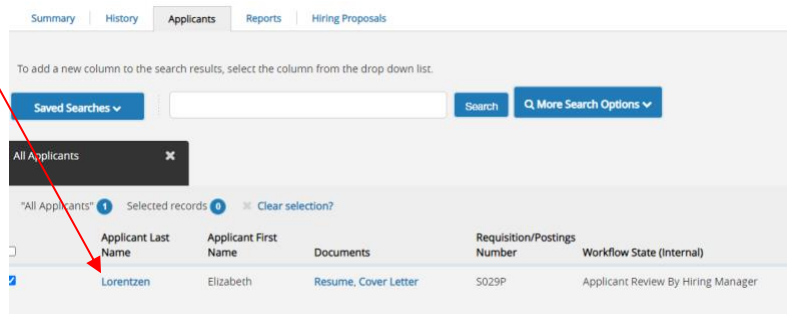 Summary History Applicants Reports Hiring Proposals
To add a new column to the search results, select the column from the drop down list.
Saved Searches Search More Search Options
All Applicants
"All Applicants" 1 Selected records 0 Clear selection?
Applicant Last Name Applicant First Name Documents Requisition/Postings Number Workflow State (Internal)
Lorentzen Elizabeth Resume, Cover Letter S029P Applicant Review By Hiring Manager